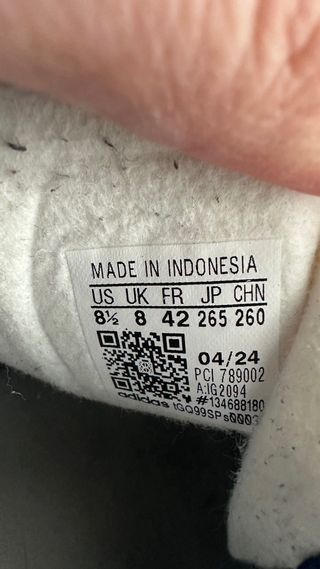 MADE IN INDONESIA
US UK FR JP CHN
8½ 8 42 265 260
04/24
PCI 789002
A:IG2094
#134688180
adidas